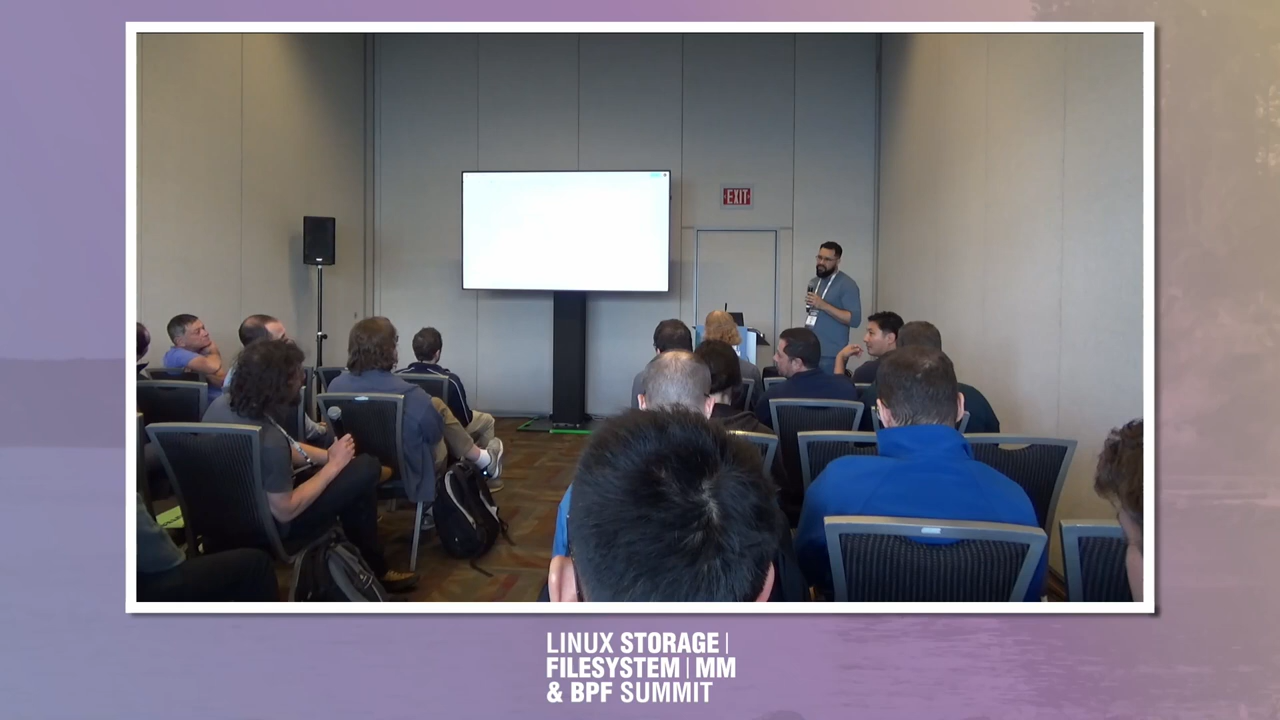 EXIT
LINUX STORAGE |
FILESYSTEM | MM
& BPF SUMMIT